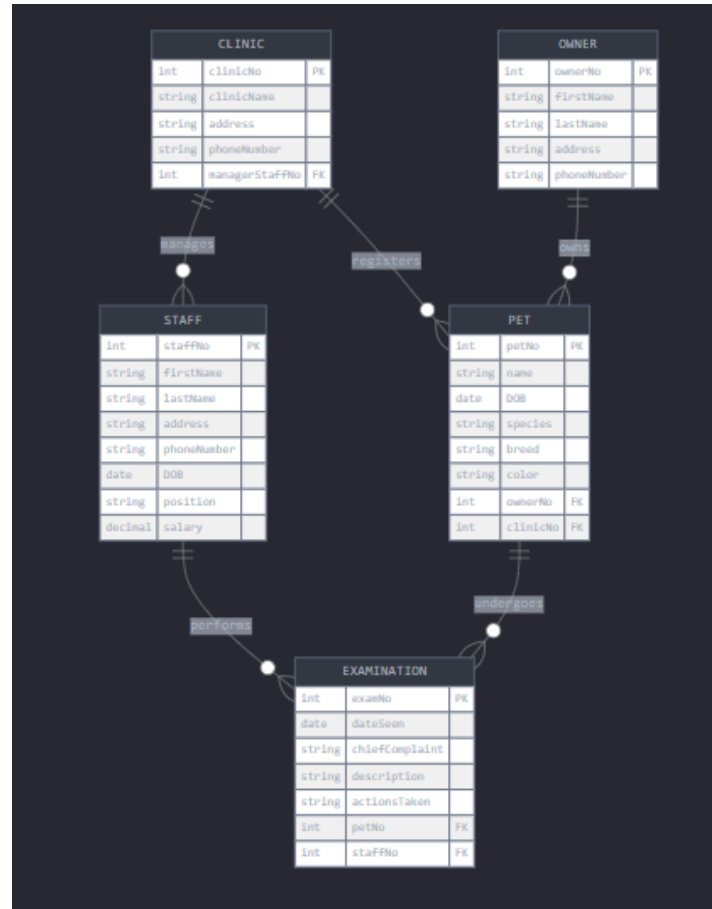 CLINIC
int clinicNo PK
string clinicName
string address
string phoneNumber
int managerStaffNo FK
OWNER
int ownerNo PK
string firstName
string lastName
string address
string phoneNumber
manages
registers
owns
STAFF
int staffNo PK
string firstName
string lastName
string address
string phoneNumber
date DOB
string position
decimal salary
PET
int petNo PK
string name
date DOB
string species
string breed
string color
int ownerNo FK
int clinicNo FK
performs
undergoes
EXAMINATION
int examNo PK
date dateSeen
string chiefComplaint
string description
string actionsTaken
int petNo FK
int staffNo FK